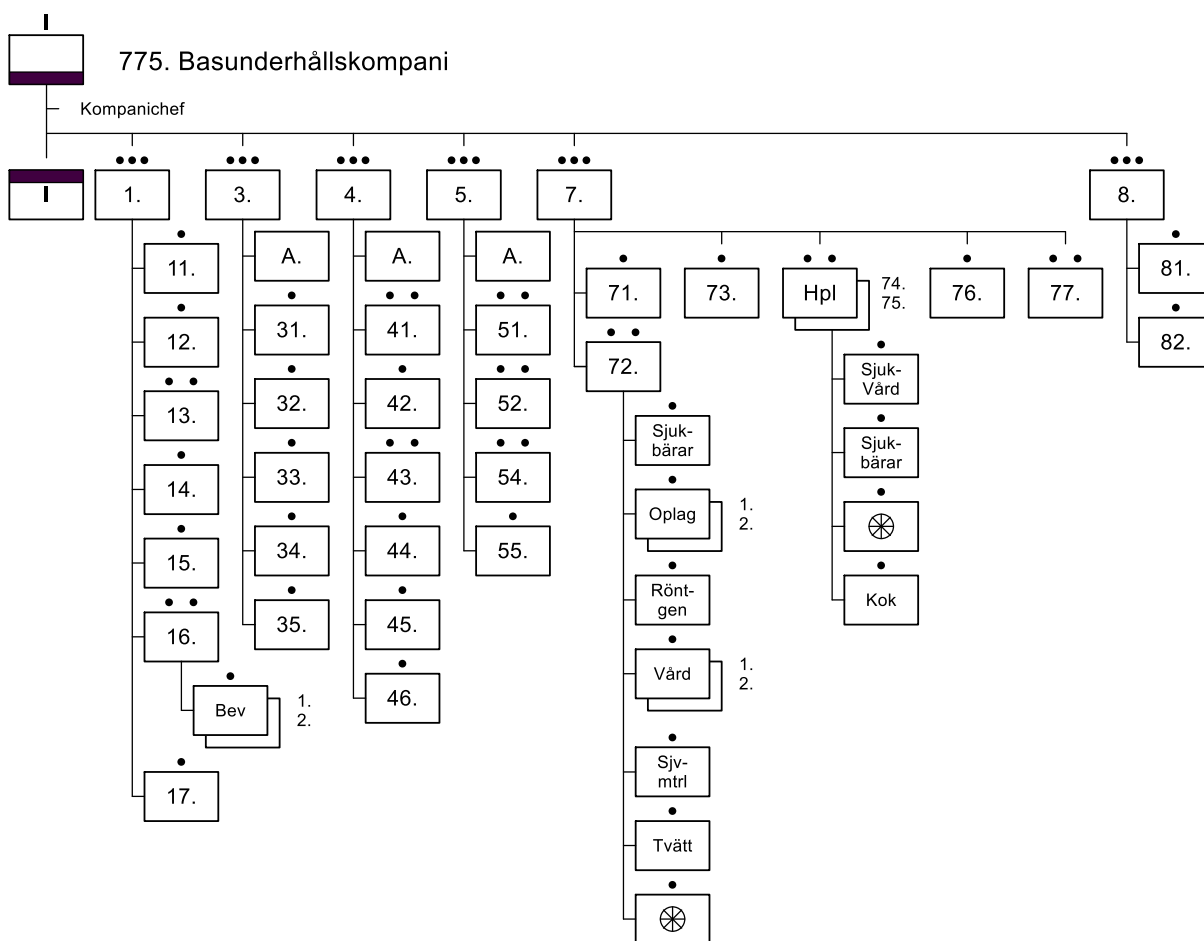 775. Basunderhållskompani
Kompanichef
1.
3.
4.
5.
7.
8.
11.
12.
13.
14.
15.
16.
Bev
1.
2.
17.
A.
31.
32.
33.
34.
35.
A.
41.
42.
43.
44.
45.
46.
A.
51.
52.
54.
55.
71.
72.
Sjuk-
bärar
Oplag
1.
2.
Rönt-
gen
Vård
1.
2.
Sjv-
mtrl
Tvätt
73.
Hpl
74.
75.
Sjuk-
Vård
Sjuk-
bärar
Kok
76.
77.
81.
82.